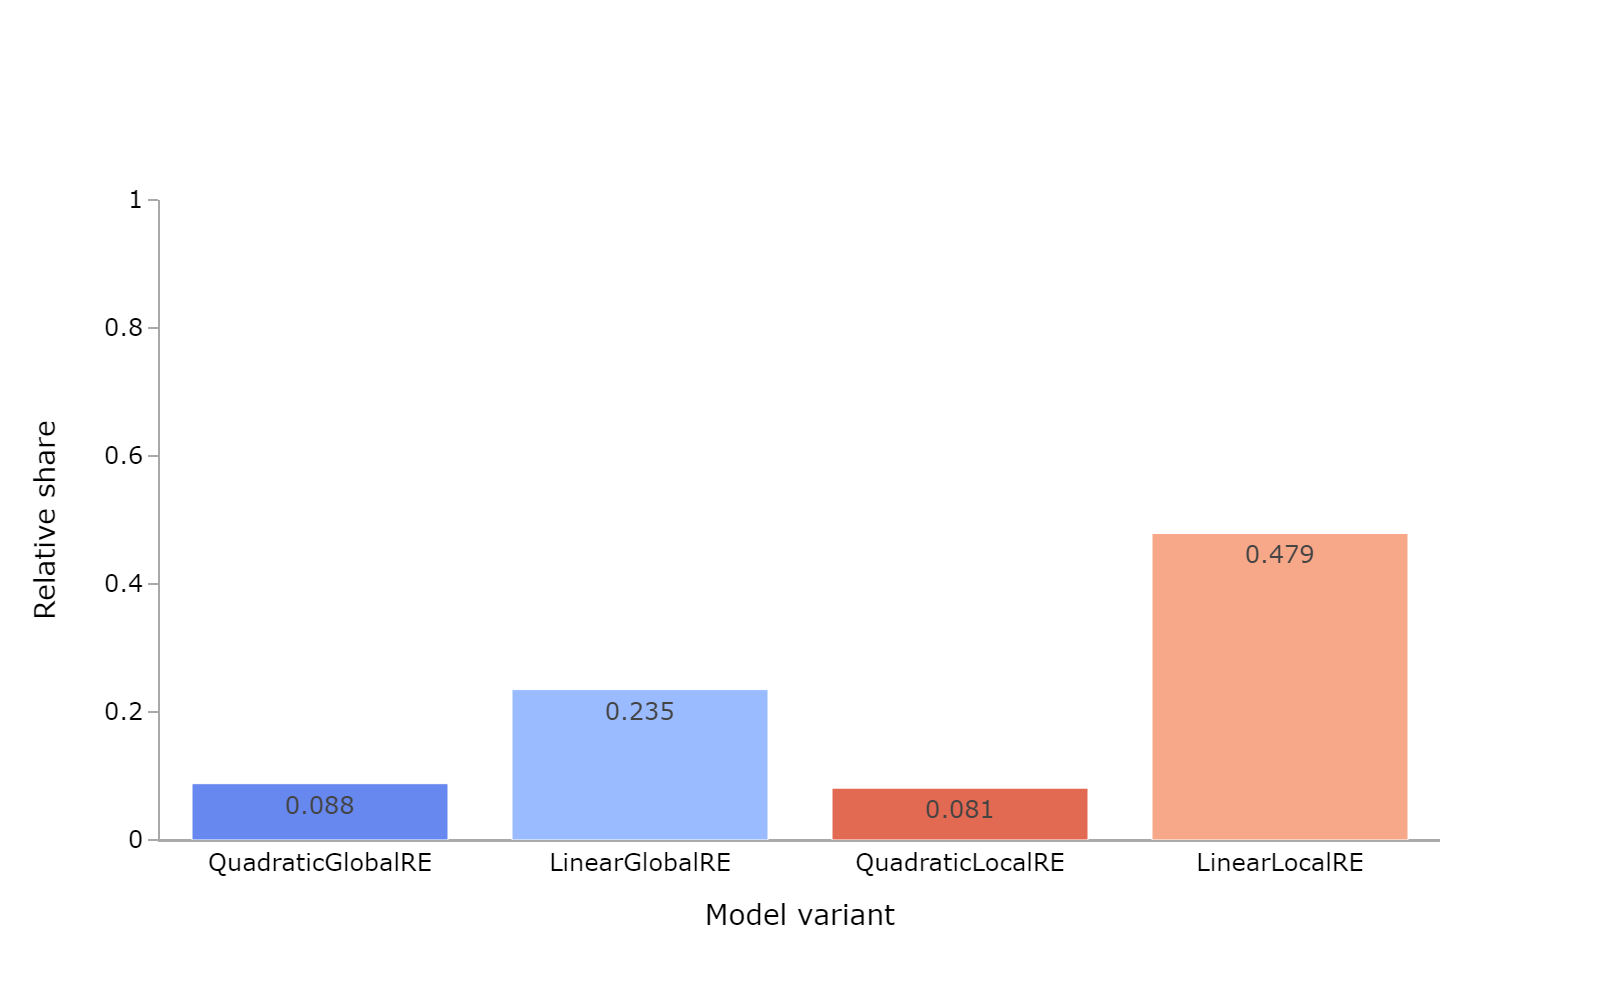 1
0.8
0.6
0.4
0.2
0
Relative share
0.088
0.235
0.081
0.479
QuadraticGlobalRE
LinearGlobalRE
QuadraticLocalRE
LinearLocalRE
Model variant